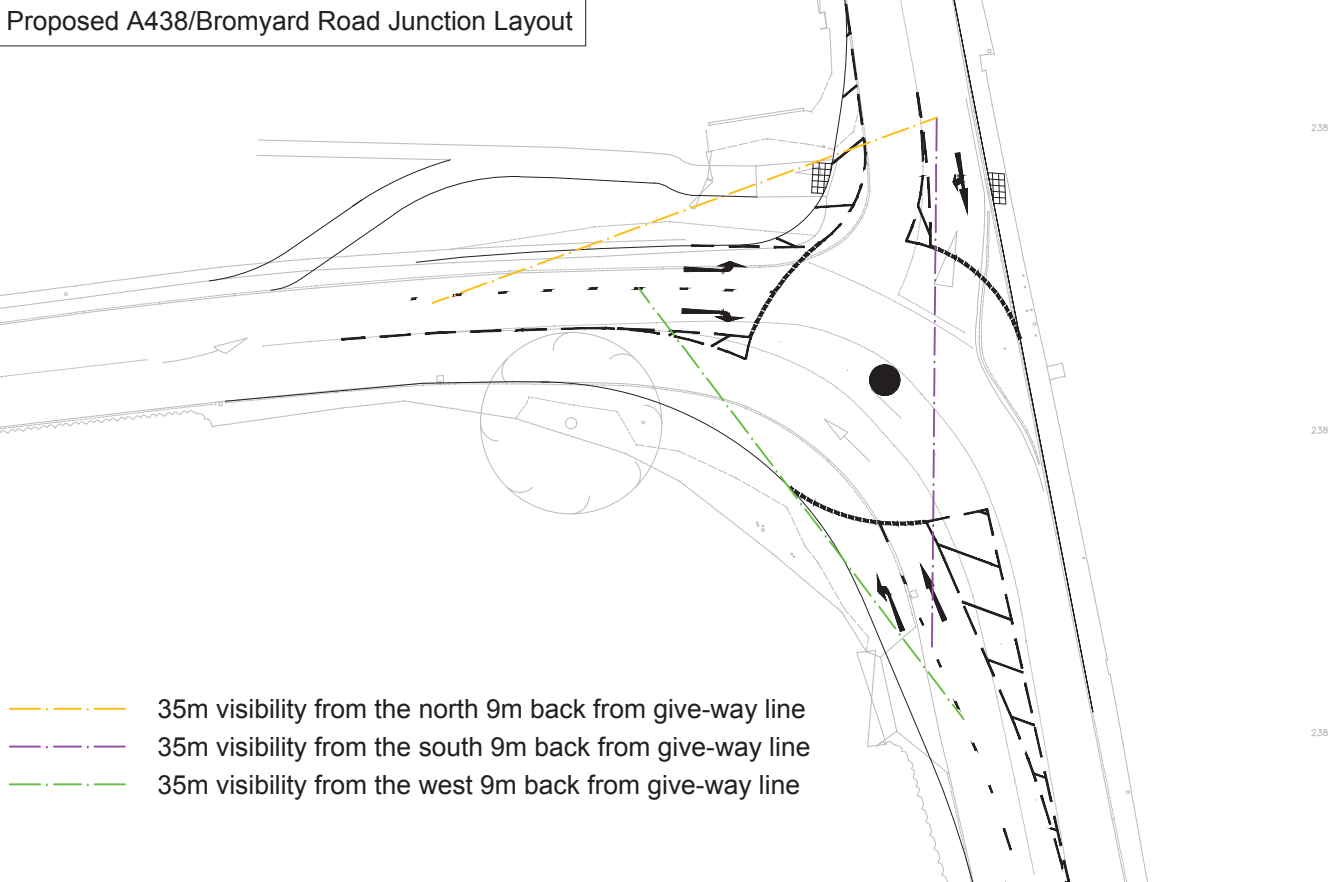 Proposed A438/Bromyard Road Junction Layout
238
238
35m visibility from the north 9m back from give-way line
238
35m visibility from the south 9m back from give-way line
35m visibility from the west 9m back from give-way line